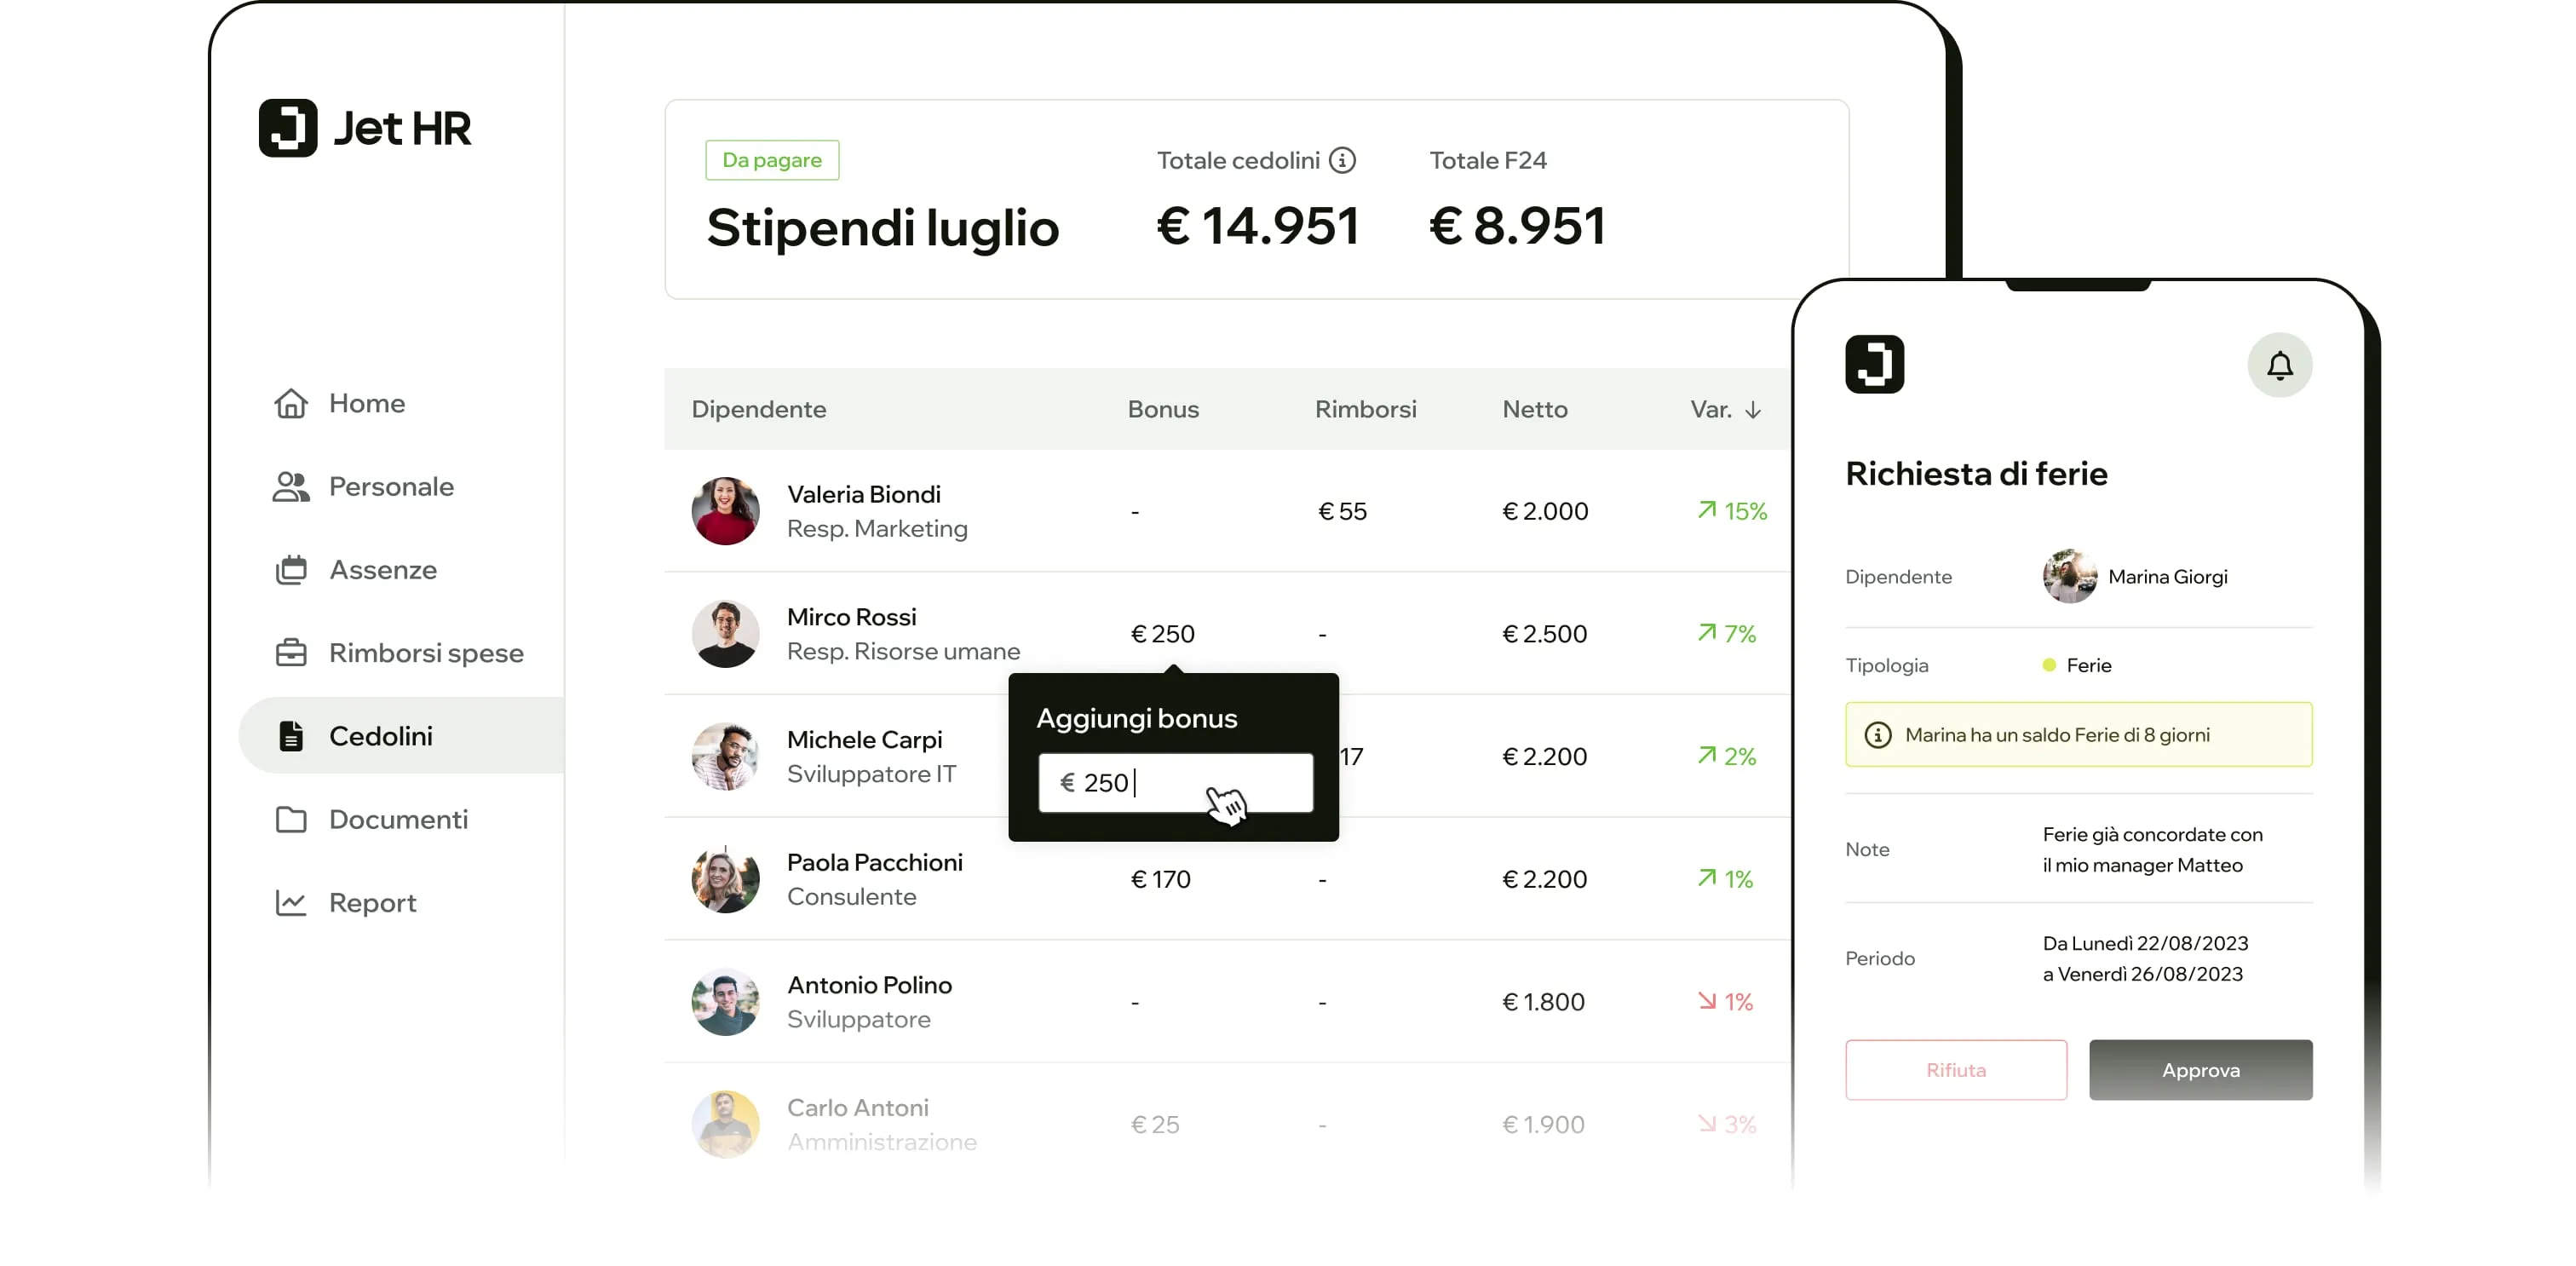 Jet HR
Home
Personale
Assenze
Rimborsi spese
Cedolini
Documenti
Report
Da pagare
Stipendi luglio
Totale cedolini
€ 14.951
Totale F24
€ 8.951
Dipendente Bonus Rimborsi Netto Var.
Valeria Biondi
Resp. Marketing
- € 55 € 2.000 15%
Mirco Rossi
Resp. Risorse umane
€ 250 - € 2.500 7%
Aggiungi bonus
€ 250
Michele Carpi
Sviluppatore IT
17 € 2.200 2%
Paola Pacchioni
Consulente
€ 170 - € 2.200 1%
Antonio Polino
Sviluppatore
- - € 1.800 1%
Carlo Antoni
Amministrazione
€ 25 - € 1.900 3%
Richiesta di ferie
Dipendente Marina Giorgi
Tipologia Ferie
Marina ha un saldo Ferie di 8 giorni
Note
Ferie già concordate con
il mio manager Matteo
Periodo
Da Lunedì 22/08/2023
a Venerdì 26/08/2023
Rifiuta Approva